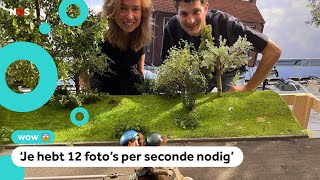 WOW 😱
'Je hebt 12 foto's per seconde nodig'